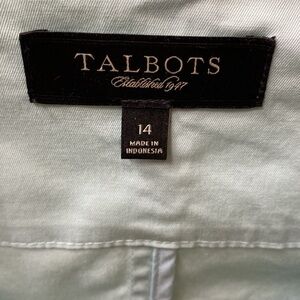 TALBOTS
Established 1947
14
MADE IN
INDONESIA